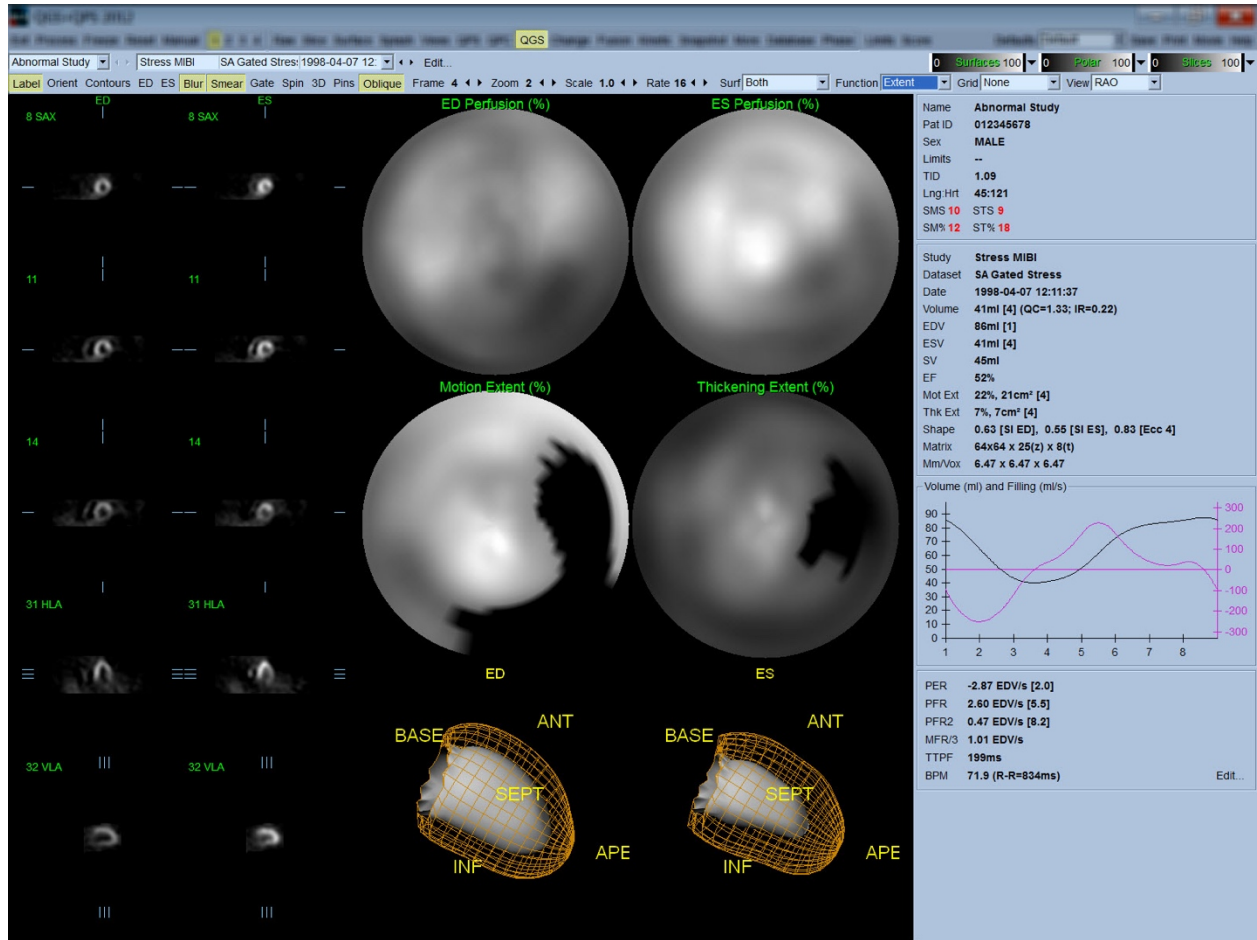 QGS+QPS 2012
QGS
Abnormal Study Stress MIBI SA Gated Stres: 1998-04-07 12: Edit...
0 Surfaces 100 0 Polar 100 0 Slices 100
Label Orient Contours ED ES Blur Smear Gate Spin 3D Pins Oblique Frame 4 Zoom 2 Scale 1.0 Rate 16 Surf Both Function Extent Grid None View RAO
ED ES
8 SAX 8 SAX
11 11
14 14
31 HLA 31 HLA
32 VLA 32 VLA
ED Perfusion (%) ES Perfusion (%)
Motion Extent (%) Thickening Extent (%)
ED ES
BASE ANT SEPT INF APE
BASE ANT SEPT INF APE
Name Abnormal Study
Pat ID 012345678
Sex MALE
Limits --
TID 1.09
Lng:Hrt 45:121
SMS 10 STS 9
SM% 12 ST% 18
Study Stress MIBI
Dataset SA Gated Stress
Date 1998-04-07 12:11:37
Volume 41ml [4] (QC=1.33; IR=0.22)
EDV 86ml [1]
ESV 41ml [4]
SV 45ml
EF 52%
Mot Ext 22%, 21cm² [4]
Thk Ext 7%, 7cm² [4]
Shape 0.63 [SI ED], 0.55 [SI ES], 0.83 [Ecc 4]
Matrix 64x64 x 25(z) x 8(t)
Mm/Vox 6.47 x 6.47 x 6.47
Volume (ml) and Filling (ml/s)
90 300
80 200
70 100
60 0
50 -100
40 -200
30 -300
20
10
0
1 2 3 4 5 6 7 8
PER -2.87 EDV/s [2.0]
PFR 2.60 EDV/s [5.5]
PFR2 0.47 EDV/s [8.2]
MFR/3 1.01 EDV/s
TTPF 199ms
BPM 71.9 (R-R=834ms) Edit...